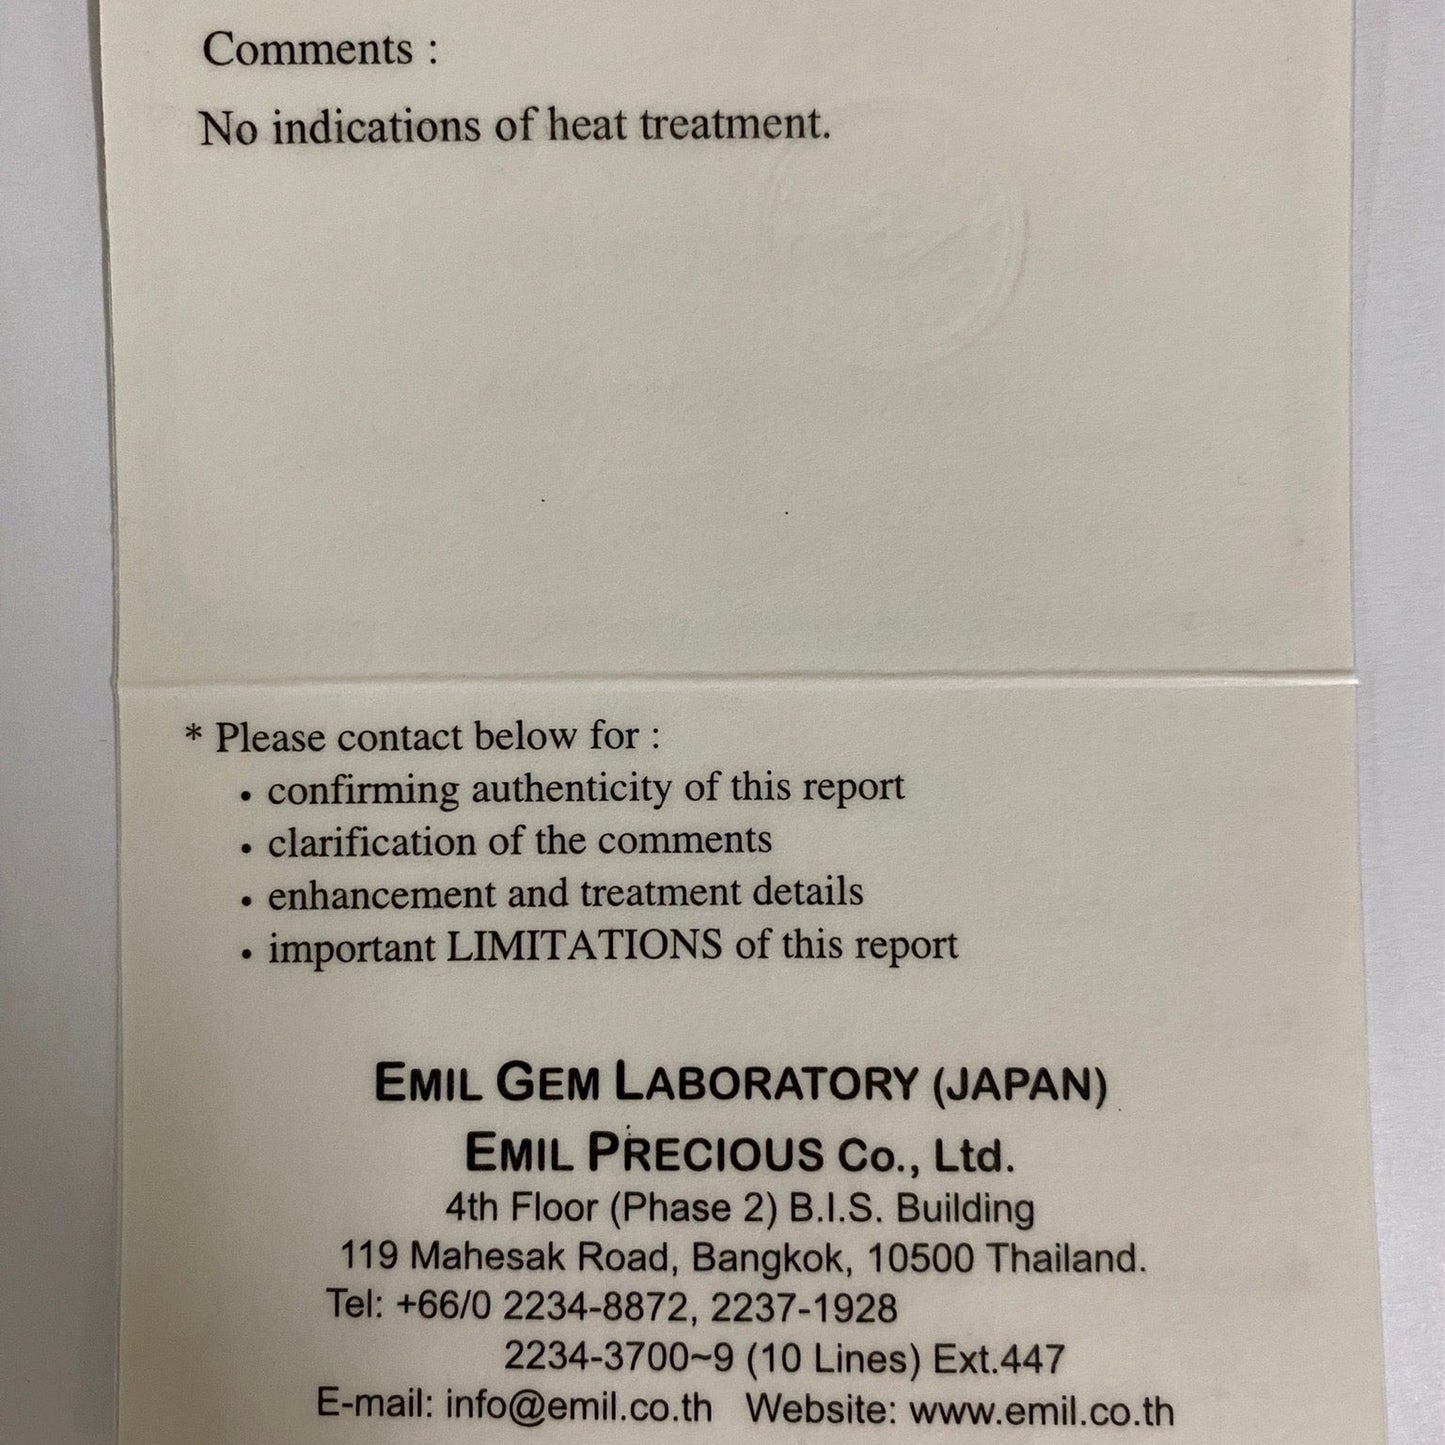 Comments :
No indications of heat treatment.
* Please contact below for :
• confirming authenticity of this report
• clarification of the comments
• enhancement and treatment details
• important LIMITATIONS of this report
EMIL GEM LABORATORY (JAPAN)
EMIL PRECIOUS Co., Ltd.
4th Floor (Phase 2) B.I.S. Building
119 Mahesak Road, Bangkok, 10500 Thailand.
Tel: +66/0 2234-8872, 2237-1928
2234-3700~9 (10 Lines) Ext.447
E-mail: info@emil.co.th Website: www.emil.co.th